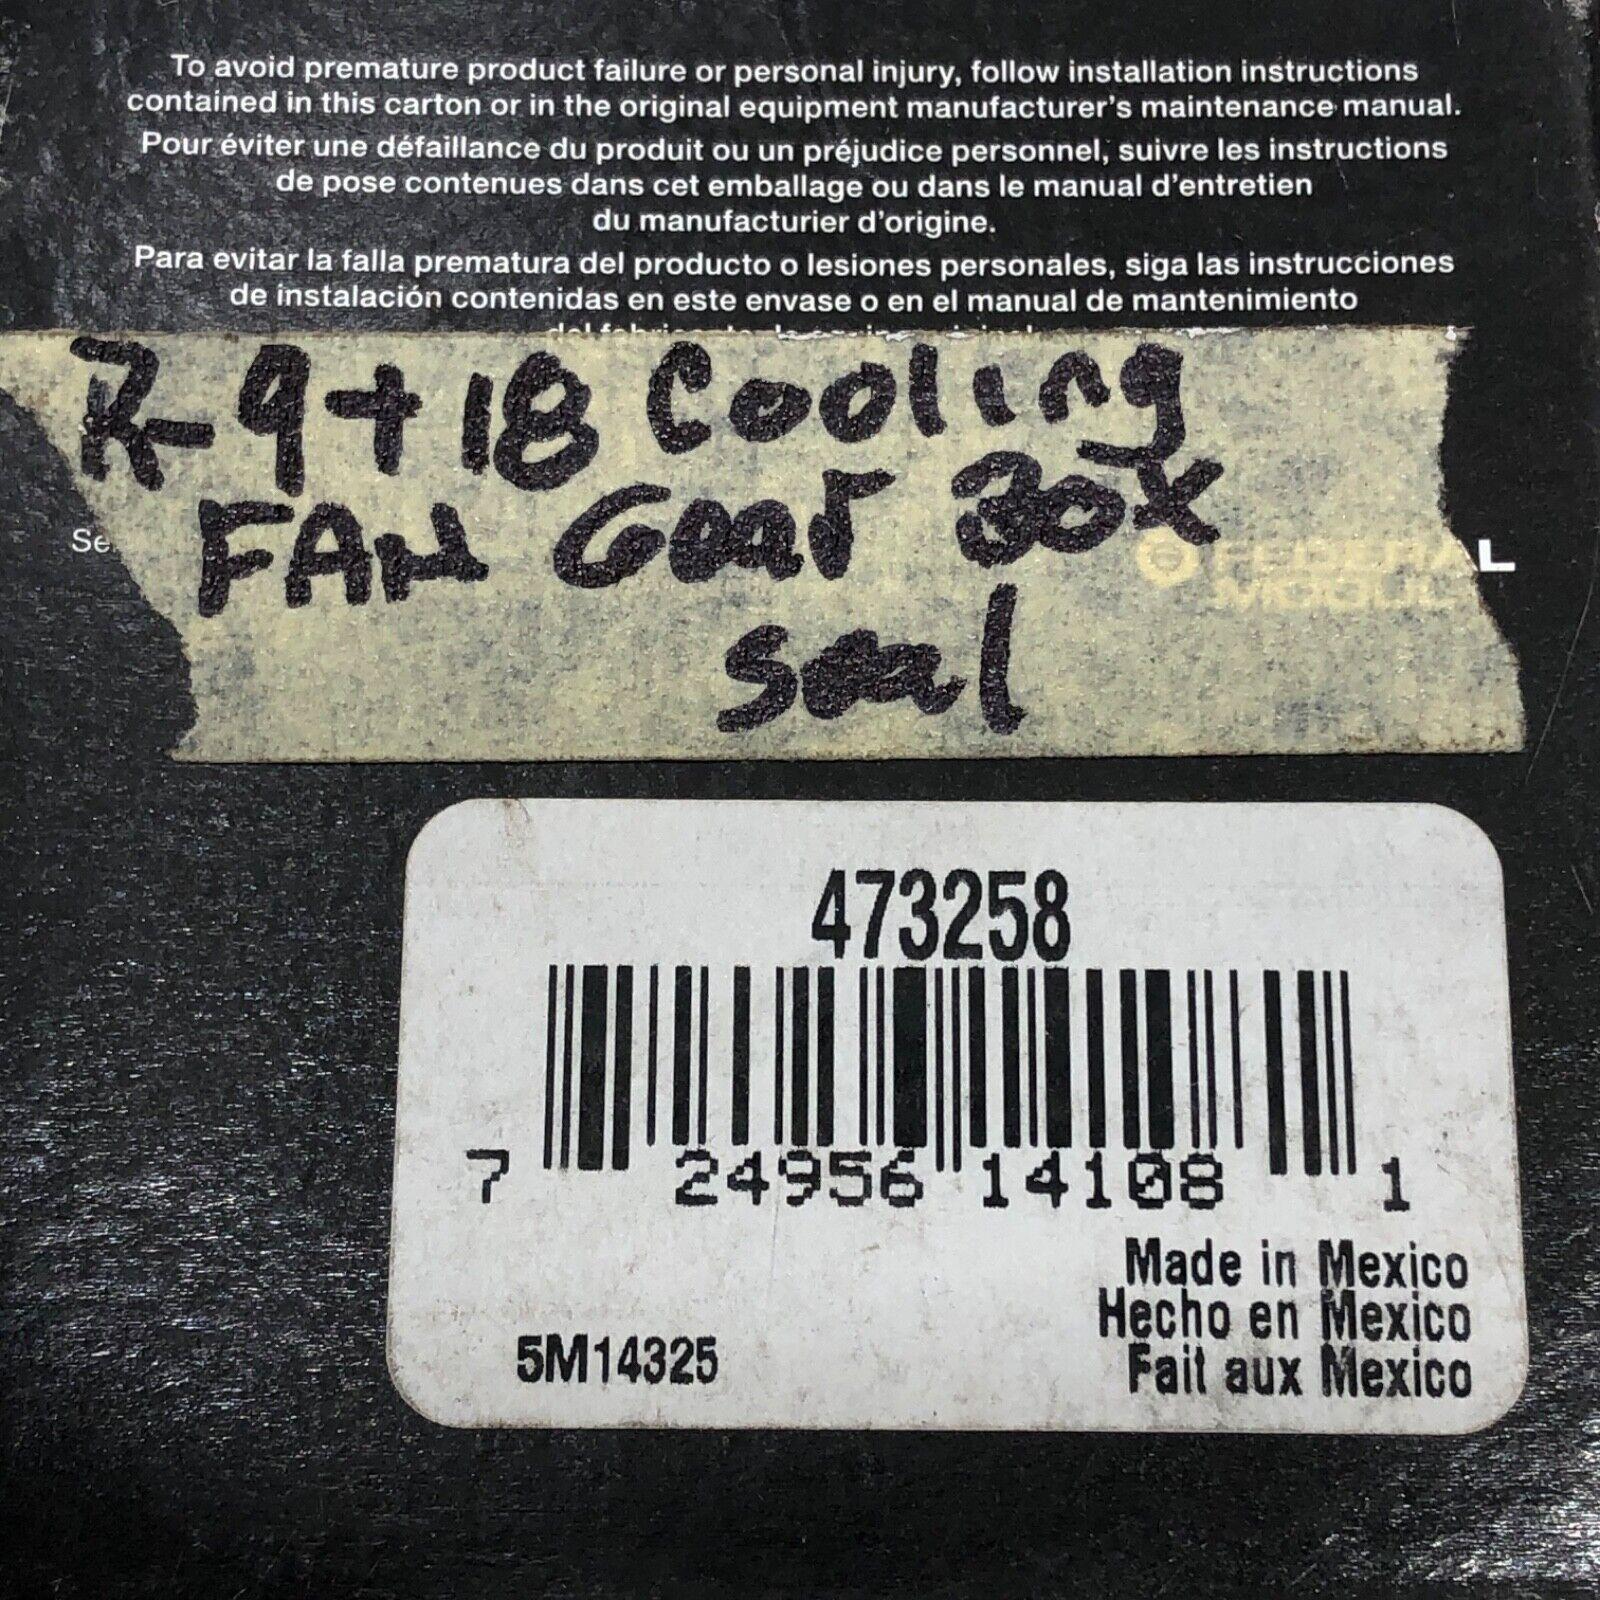 To avoid premature product failure or personal injury, follow installation instructions
contained in this carton or in the original equipment manufacturer's maintenance manual.
Pour éviter une défaillance du produit ou un préjudice personnel, suivre les instructions
de pose contenues dans cet emballage ou dans le manual d'entretien
du manufacturier d'origine.
Para evitar la falla prematura del producto o lesiones personales, siga las instrucciones
de instalación contenidas en este envase o en el manual de mantenimiento
R-9+18 Cooling
FAN Gear Box
Seal
Se
FEDERAL
MOGUL
473258
7 24956 14108 1
Made in Mexico
Hecho en Mexico
Fait aux Mexico
5M14325